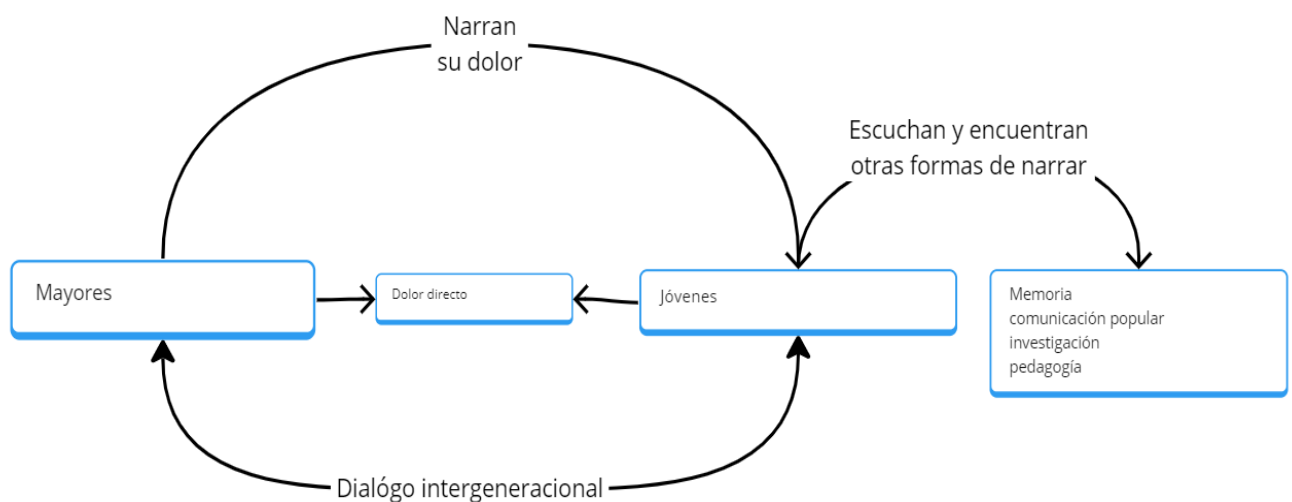 Narran
su dolor
Escuchan y encuentran
otras formas de narrar
Mayores
Dolor directo
Jóvenes
Memoria
comunicación popular
investigación
pedagogía
Dialógo intergeneracional